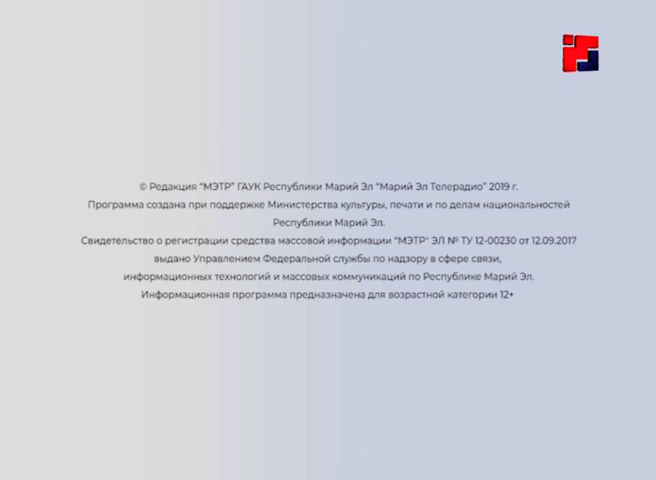 © Редакция "МЭТР" ГАУК Республики Марий Эл "Марий Эл Телерадио" 2019 г.
Программа создана при поддержке Министерства культуры, печати и по делам национальностей
Республики Марий Эл.
Свидетельство о регистрации средства массовой информации "МЭТР" ЭЛ № ТУ 12-00230 от 12.09.2017
выдано Управлением Федеральной службы по надзору в сфере связи,
информационных технологий и массовых коммуникаций по Республике Марий Эл.
Информационная программа предназначена для возрастной категории 12+